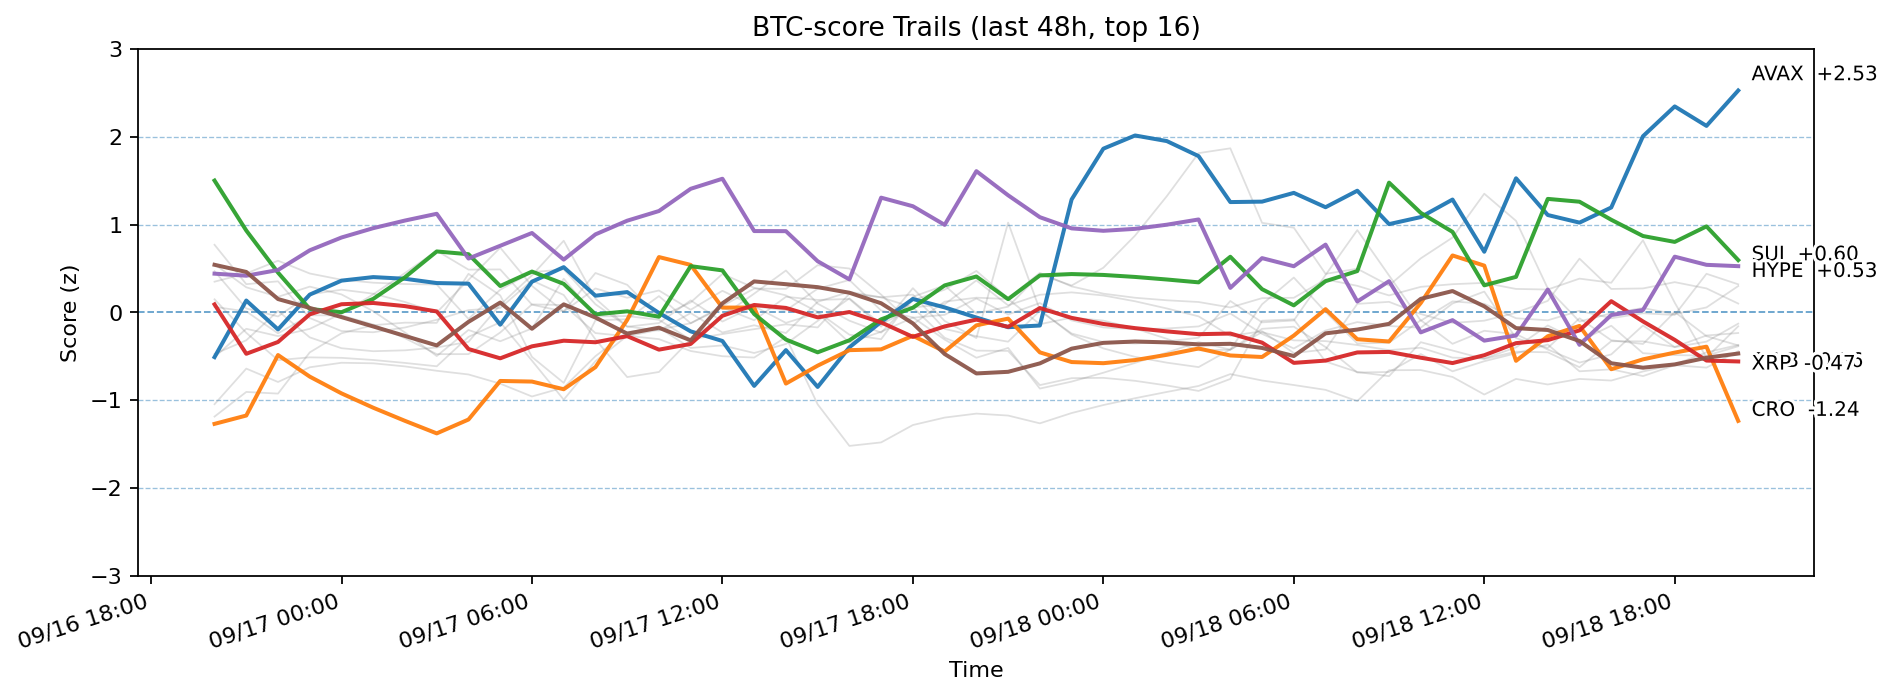 BTC-score Trails (last 48h, top 16)
3
2
1
0
−1
−2
−3
Score (z)
AVAX +2.53
SUI +0.60
HYPE +0.53
XRP -0.47
CRO -1.24
09/16 18:00
09/17 00:00
09/17 06:00
09/17 12:00
09/17 18:00
09/18 00:00
09/18 06:00
09/18 12:00
09/18 18:00
Time